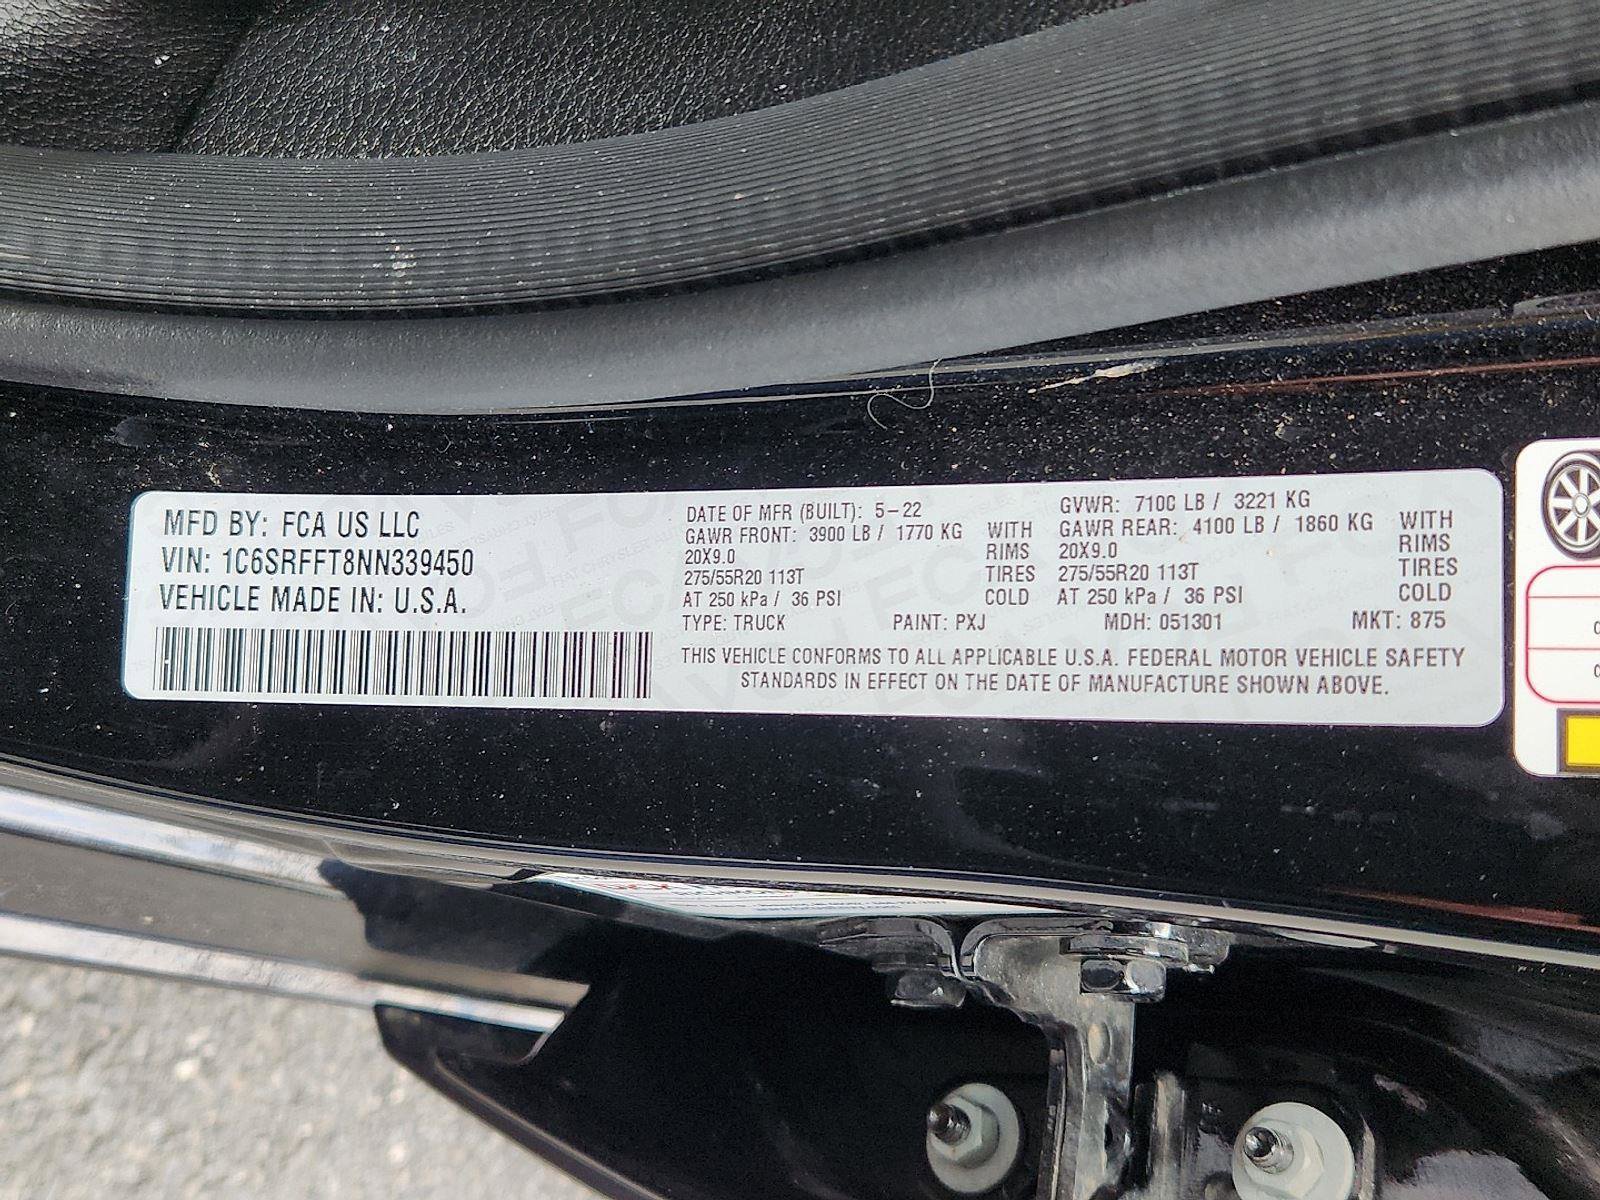 MFD BY: FCA US LLC
VIN: 1C6SRFFT8NN339450
VEHICLE MADE IN: U.S.A.
DATE OF MFR (BUILT): 5-22 GVWR: 7100 LB / 3221 KG
GAWR FRONT: 3900 LB / 1770 KG WITH GAWR REAR: 4100 LB / 1860 KG WITH
20X9.0 RIMS 20X9.0 RIMS
275/55R20 113T TIRES 275/55R20 113T TIRES
AT 250 kPa / 36 PSI COLD AT 250 kPa / 36 PSI COLD
TYPE: TRUCK PAINT: PXJ MDH: 051301 MKT: 875
THIS VEHICLE CONFORMS TO ALL APPLICABLE U.S.A. FEDERAL MOTOR VEHICLE SAFETY
STANDARDS IN EFFECT ON THE DATE OF MANUFACTURE SHOWN ABOVE.